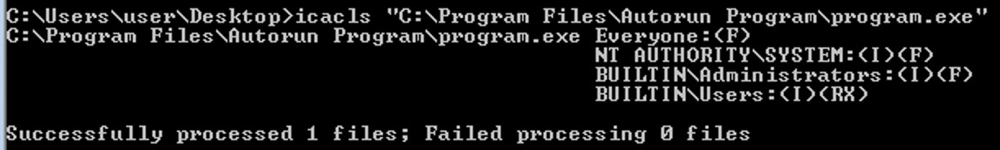 C:\Users\user\Desktop>icacls "C:\Program Files\Autorun Program\program.exe"
C:\Program Files\Autorun Program\program.exe Everyone:(F)
NT AUTHORITY\SYSTEM:(I)(F)
BUILTIN\Administrators:(I)(F)
BUILTIN\Users:(I)(RX)
Successfully processed 1 files; Failed processing 0 files